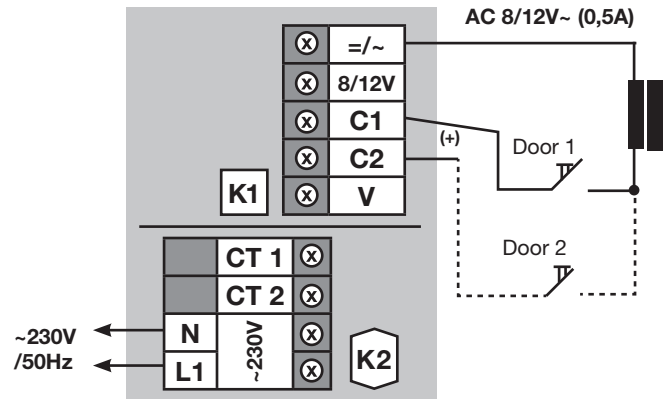 AC 8/12V~ (0,5A)
=/~
8/12V
C1
(+)
Door 1
C2
K1
V
CT 1
Door 2
CT 2
~230V
/50Hz
N
~230V
L1
K2